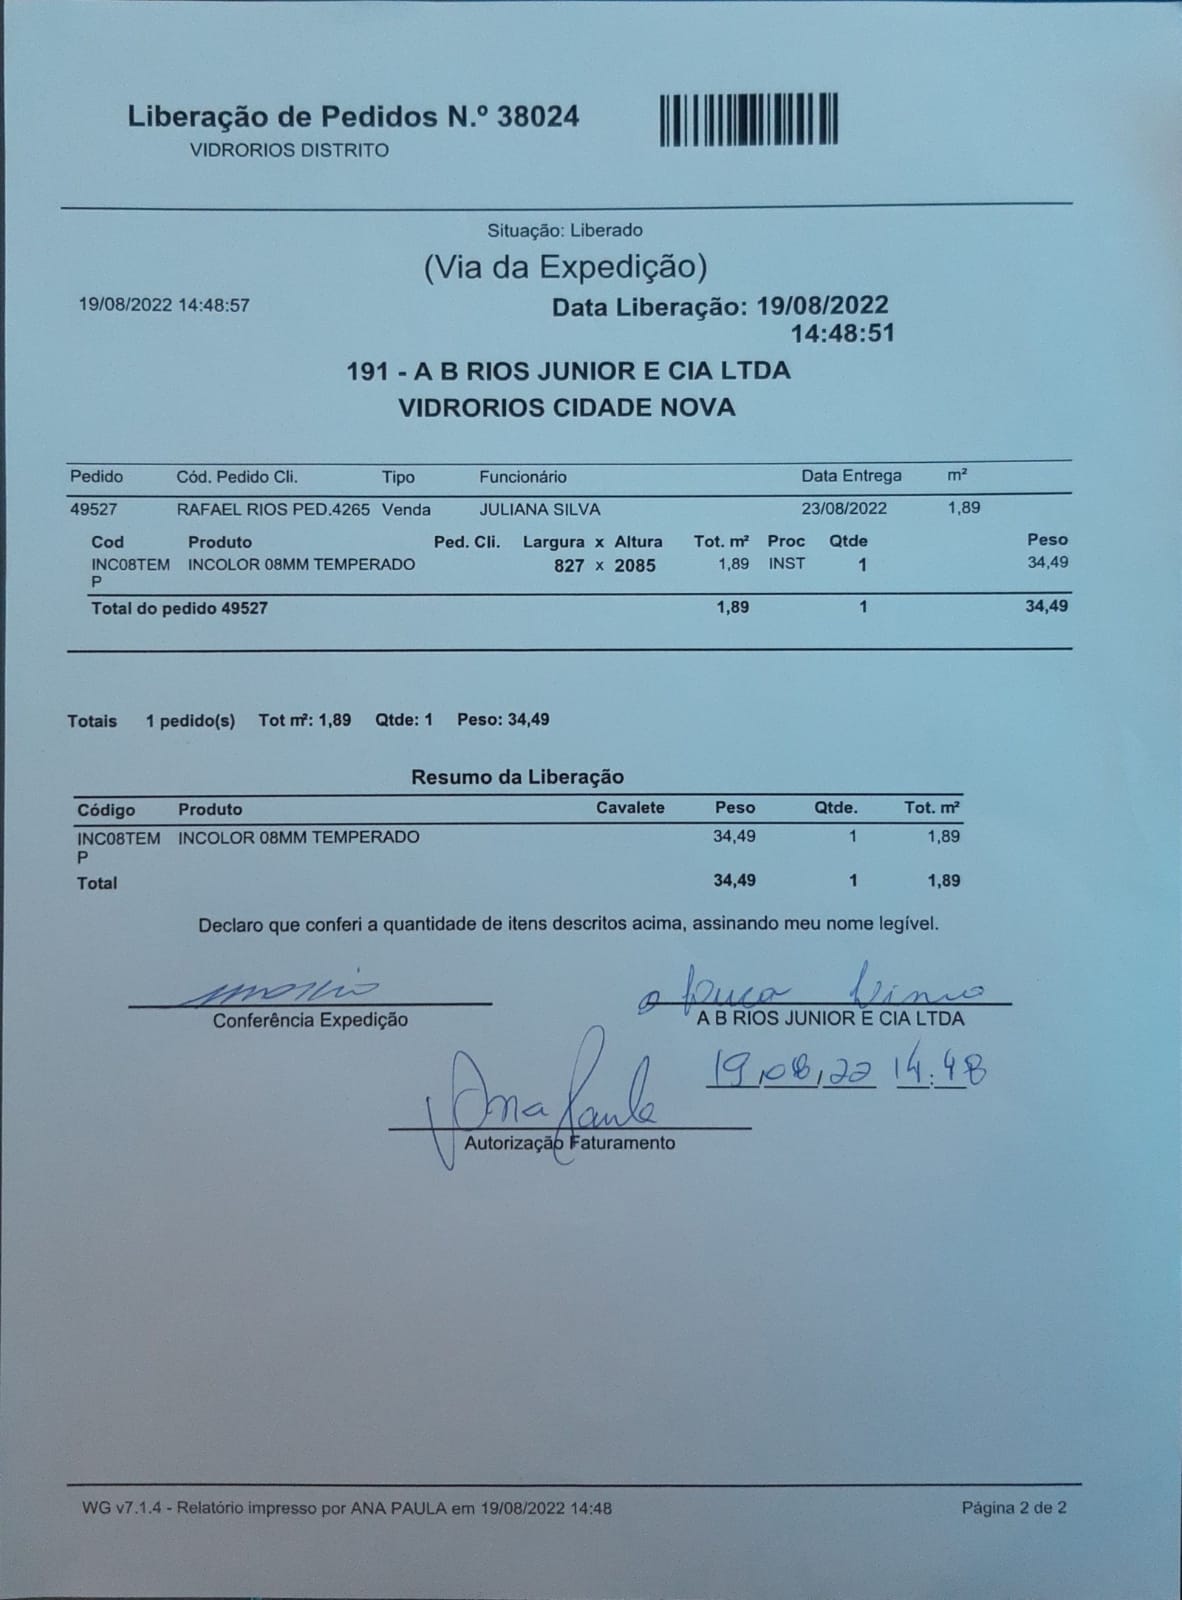 Liberação de Pedidos N.º 38024
VIDRORIOS DISTRITO
Situação: Liberado
(Via da Expedição)
19/08/2022 14:48:57 Data Liberação: 19/08/2022
14:48:51
191 - A B RIOS JUNIOR E CIA LTDA
VIDRORIOS CIDADE NOVA
Pedido Cód. Pedido Cli. Tipo Funcionário Data Entrega m²
49527 RAFAEL RIOS PED.4265 Venda JULIANA SILVA 23/08/2022 1,89
Cod Produto Ped. Cli. Largura x Altura Tot. m² Proc Qtde Peso
INC08TEM INCOLOR 08MM TEMPERADO 827 x 2085 1,89 INST 1 34,49
P
Total do pedido 49527 1,89 1 34,49
Totais 1 pedido(s) Tot m²: 1,89 Qtde: 1 Peso: 34,49
Resumo da Liberação
Código Produto Cavalete Peso Qtde. Tot. m²
INC08TEM INCOLOR 08MM TEMPERADO 34,49 1 1,89
P
Total 34,49 1 1,89
Declaro que conferi a quantidade de itens descritos acima, assinando meu nome legível.
Conferência Expedição A B RIOS JUNIOR E CIA LTDA
19,08,22 14:48
Ana Paula
Autorização Faturamento
WG v7.1.4 - Relatório impresso por ANA PAULA em 19/08/2022 14:48 Página 2 de 2